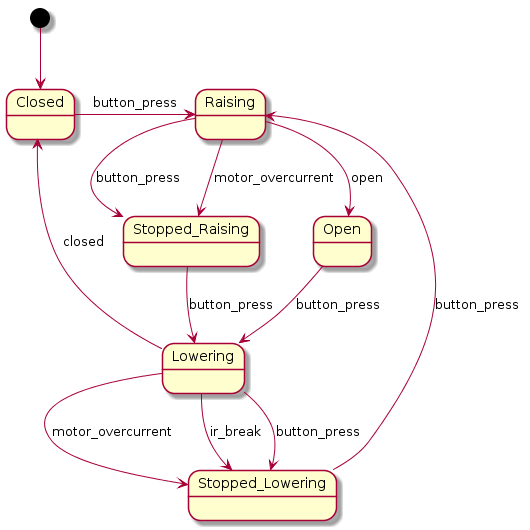 Closed
button_press
Raising
button_press
motor_overcurrent
open
Stopped_Raising
Open
closed
button_press
button_press
button_press
Lowering
motor_overcurrent
ir_break
button_press
Stopped_Lowering